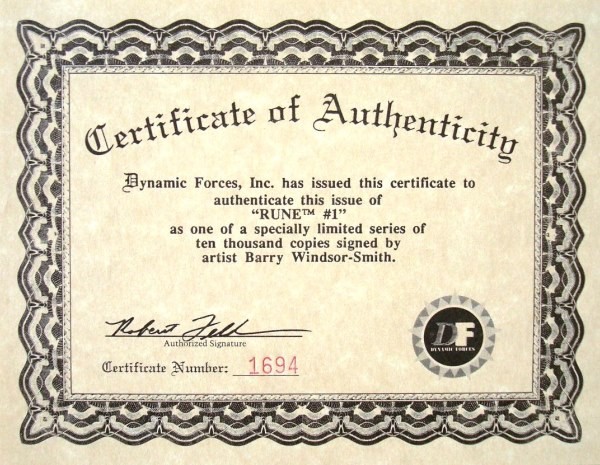 Certificate of Authenticity
Dynamic Forces, Inc. has issued this certificate to
authenticate this issue of
“RUNE™ #1”
as one of a specially limited series of
ten thousand copies signed by
artist Barry Windsor-Smith.
Authorized Signature
Certificate Number: 1694
DF
DYNAMIC FORCES